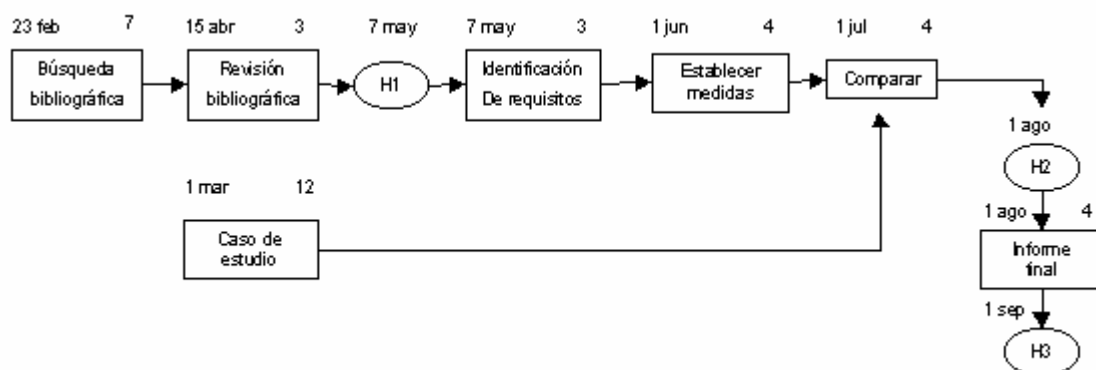 23 feb 7 15 abr 3 7 may 7 may 3 1 jun 4 1 jul 4
Búsqueda
bibliográfica
Revisión
bibliográfica
H1
Identificación
De requisitos
Establecer
medidas
Comparar
1 ago
H2
1 mar 12
Caso de
estudio
1 ago 4
Informe
final
1 sep
H3